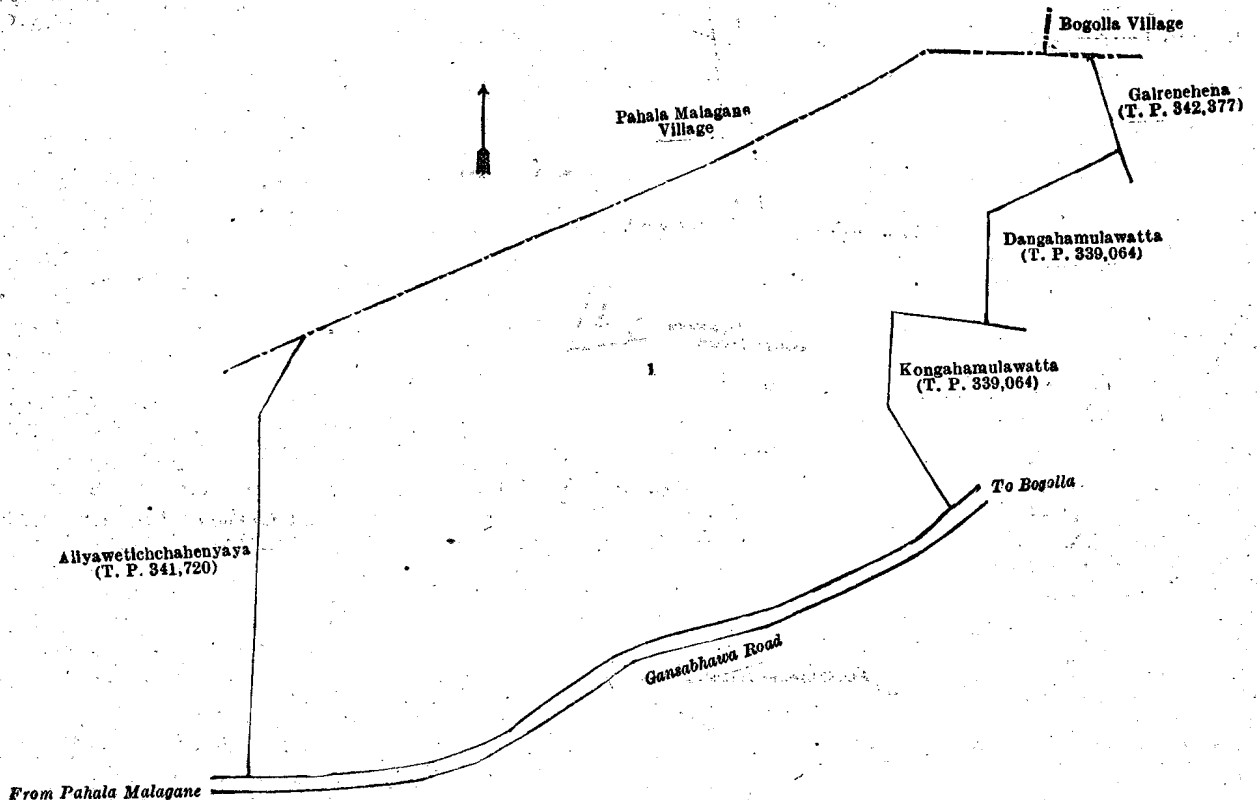 Bogolla Village
Galrenehena
(T. P. 342,377)
Pahala Malagane
Village
Dangahamulawatta
(T. P. 339,064)
1
Kongahamulawatta
(T. P. 339,064)
To Bogolla
Aliyawetichchahenyaya
(T. P. 341,720)
Gansabhawa Road
From Pahala Malagane